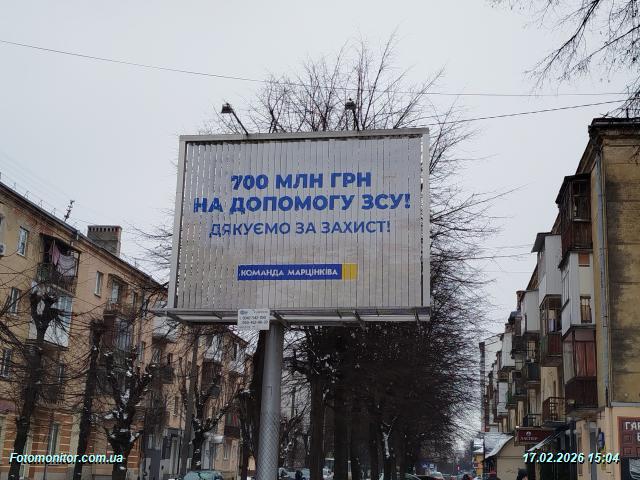 700 МЛН ГРН
НА ДОПОМОГУ ЗСУ!
ДЯКУЄМО ЗА ЗАХИСТ!
КОМАНДА МАРЦІНКІВА
Fotomonitor.com.ua
17.02.2026 15:04